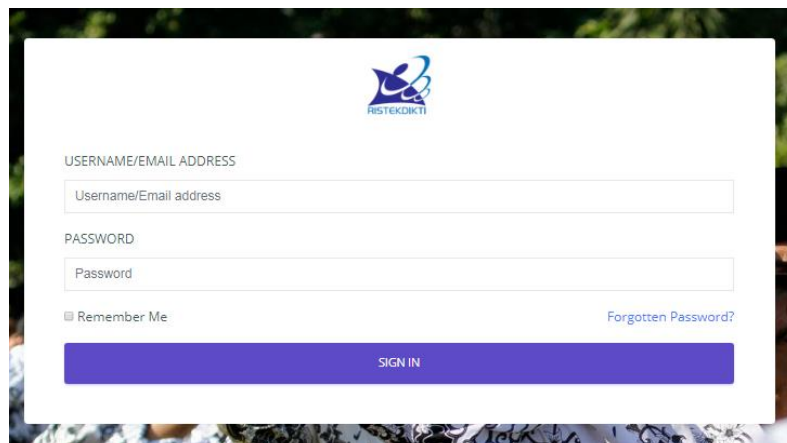 RISTEKDIKTI
USERNAME/EMAIL ADDRESS
Username/Email address
PASSWORD
Password
Remember Me
Forgotten Password?
SIGN IN